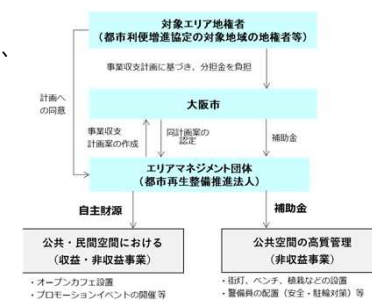 、
対象エリア地権者
（都市利便増進協定の対象地域の地権者等）
事業収支計画に基づき、分担金を負担
計画へ
の同意
大阪市
事業収支
計画案の作成
同計画案の
認定
補助金
エリアマネジメント団体
（都市再生整備推進法人）
自主財源
補助金
公共・民間空間における
（収益・非収益事業）
公共空間の高質管理
（非収益事業）
・オープンカフェ設置
・プロモーションイベントの開催 等
・街灯、ベンチ、植栽などの設置
・警備員の配置（安全・駐輪対策）等